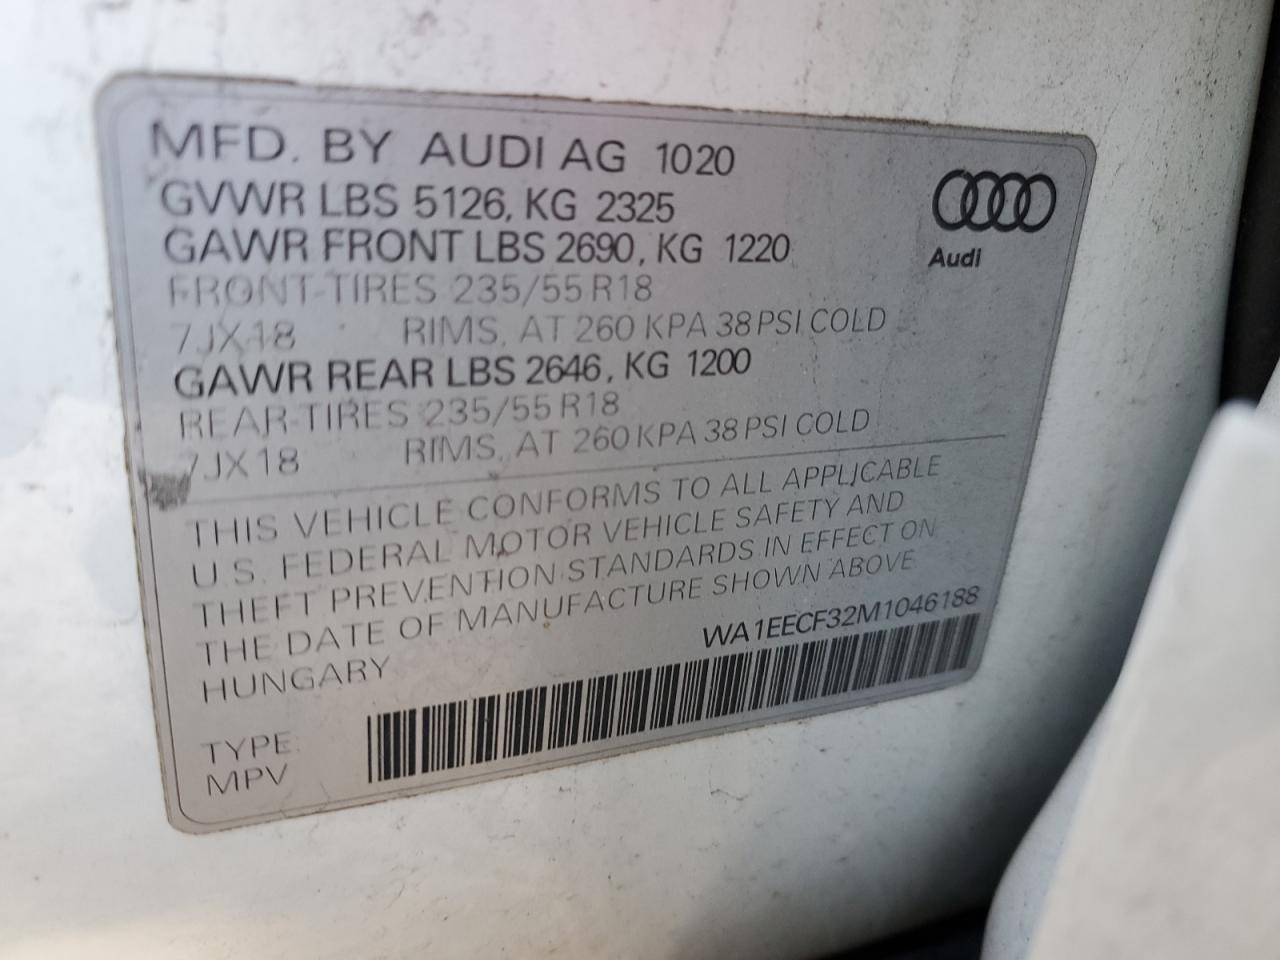 MFD. BY AUDI AG 1020
GVWR LBS 5126, KG 2325
GAWR FRONT LBS 2690, KG 1220
FRONT-TIRES 235/55 R18
7JX18 RIMS, AT 260 KPA 38 PSI COLD
GAWR REAR LBS 2646, KG 1200
REAR-TIRES 235/55 R18
7JX18 RIMS, AT 260 KPA 38 PSI COLD
Audi
THIS VEHICLE CONFORMS TO ALL APPLICABLE
U.S. FEDERAL MOTOR VEHICLE SAFETY AND
THEFT PREVENTION STANDARDS IN EFFECT ON
THE DATE OF MANUFACTURE SHOWN ABOVE
HUNGARY
WA1EECF32M1046188
TYPE
MPV